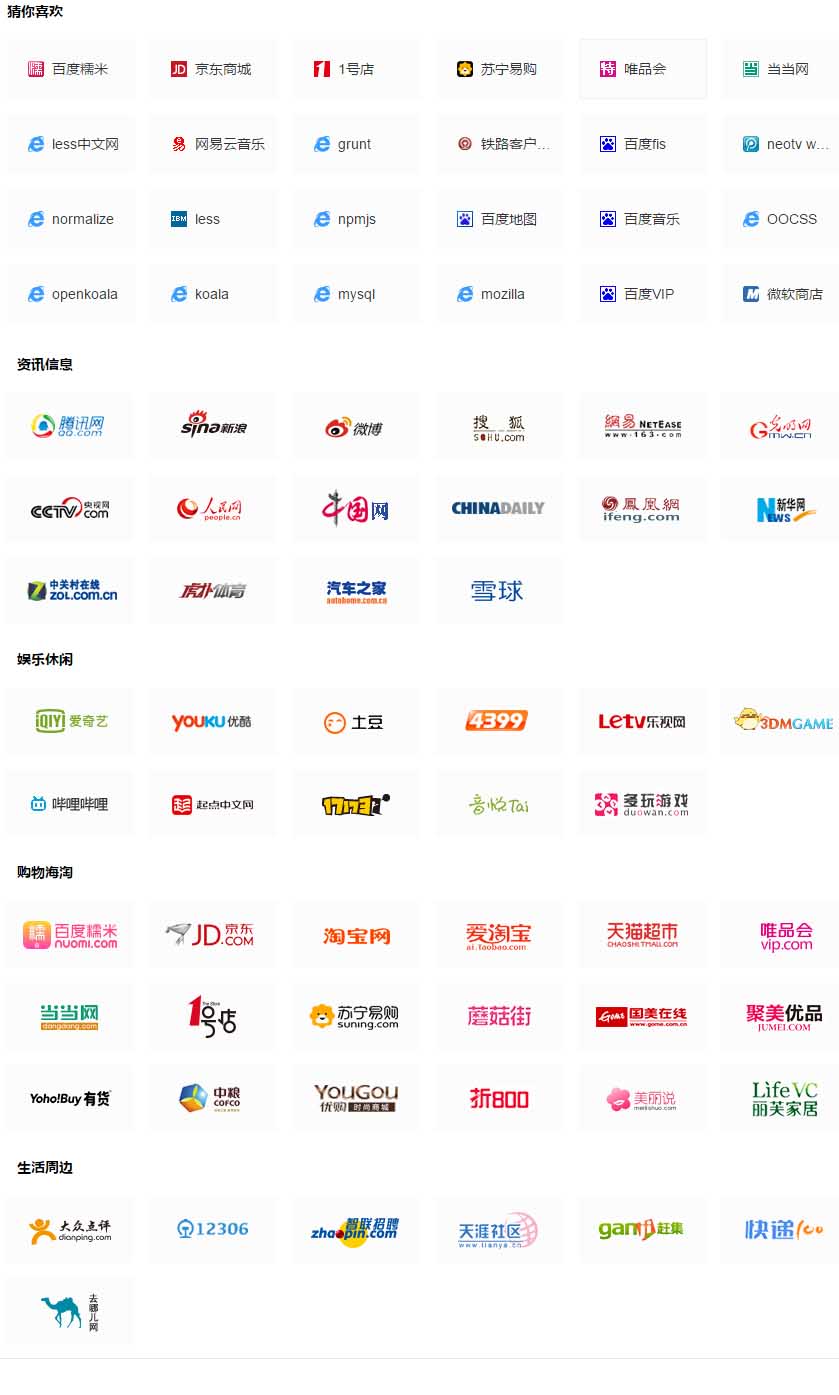 猜你喜欢
百度糯米 京东商城 1号店 苏宁易购 唯品会 当当网
less中文网 网易云音乐 grunt 铁路客户... 百度fis neotv w...
normalize less npmjs 百度地图 百度音乐 OOCSS
openkoala koala mysql mozilla 百度VIP 微软商店
资讯信息
腾讯网 QQ.com sina新浪 微博 搜狐 SOHU.com 網易 NETEASE www.163.com 光明网 GMW.cn
CCTV 央视网 com 人民网 people.cn 中国网 CHINADAILY 鳳凰網 ifeng.com 新华网 NEWS
中关村在线 ZOL.com.cn 虎扑体育 汽车之家 autohome.com.cn 雪球
娱乐休闲
iQIYI 爱奇艺 YOUKU 优酷 土豆 4399 Letv乐视网 3DMGAME
哔哩哔哩 起点中文网 17173 音悦Tai 多玩游戏 duowan.com
购物海淘
百度糯米 nuomi.com JD 京东 .COM 淘宝网 爱淘宝 ai.taobao.com 天猫超市 CHAOSHI.TMALL.COM 唯品会 vip.com
当当网 dangdang.com 1号店 The Store 苏宁易购 suning.com 蘑菇街 GOME 国美在线 www.gome.com.cn 聚美优品 JUMEI.COM
Yoho!Buy 有货 中粮 COFCO YOUGOU 优购 时尚商城 折800 美丽说 meilishuo.com Life VC 丽芙家居
生活周边
大众点评 dianping.com 12306 智联招聘 zhaopin.com 天涯社区 www.tianya.cn ganji 赶集 快递100
去哪儿网